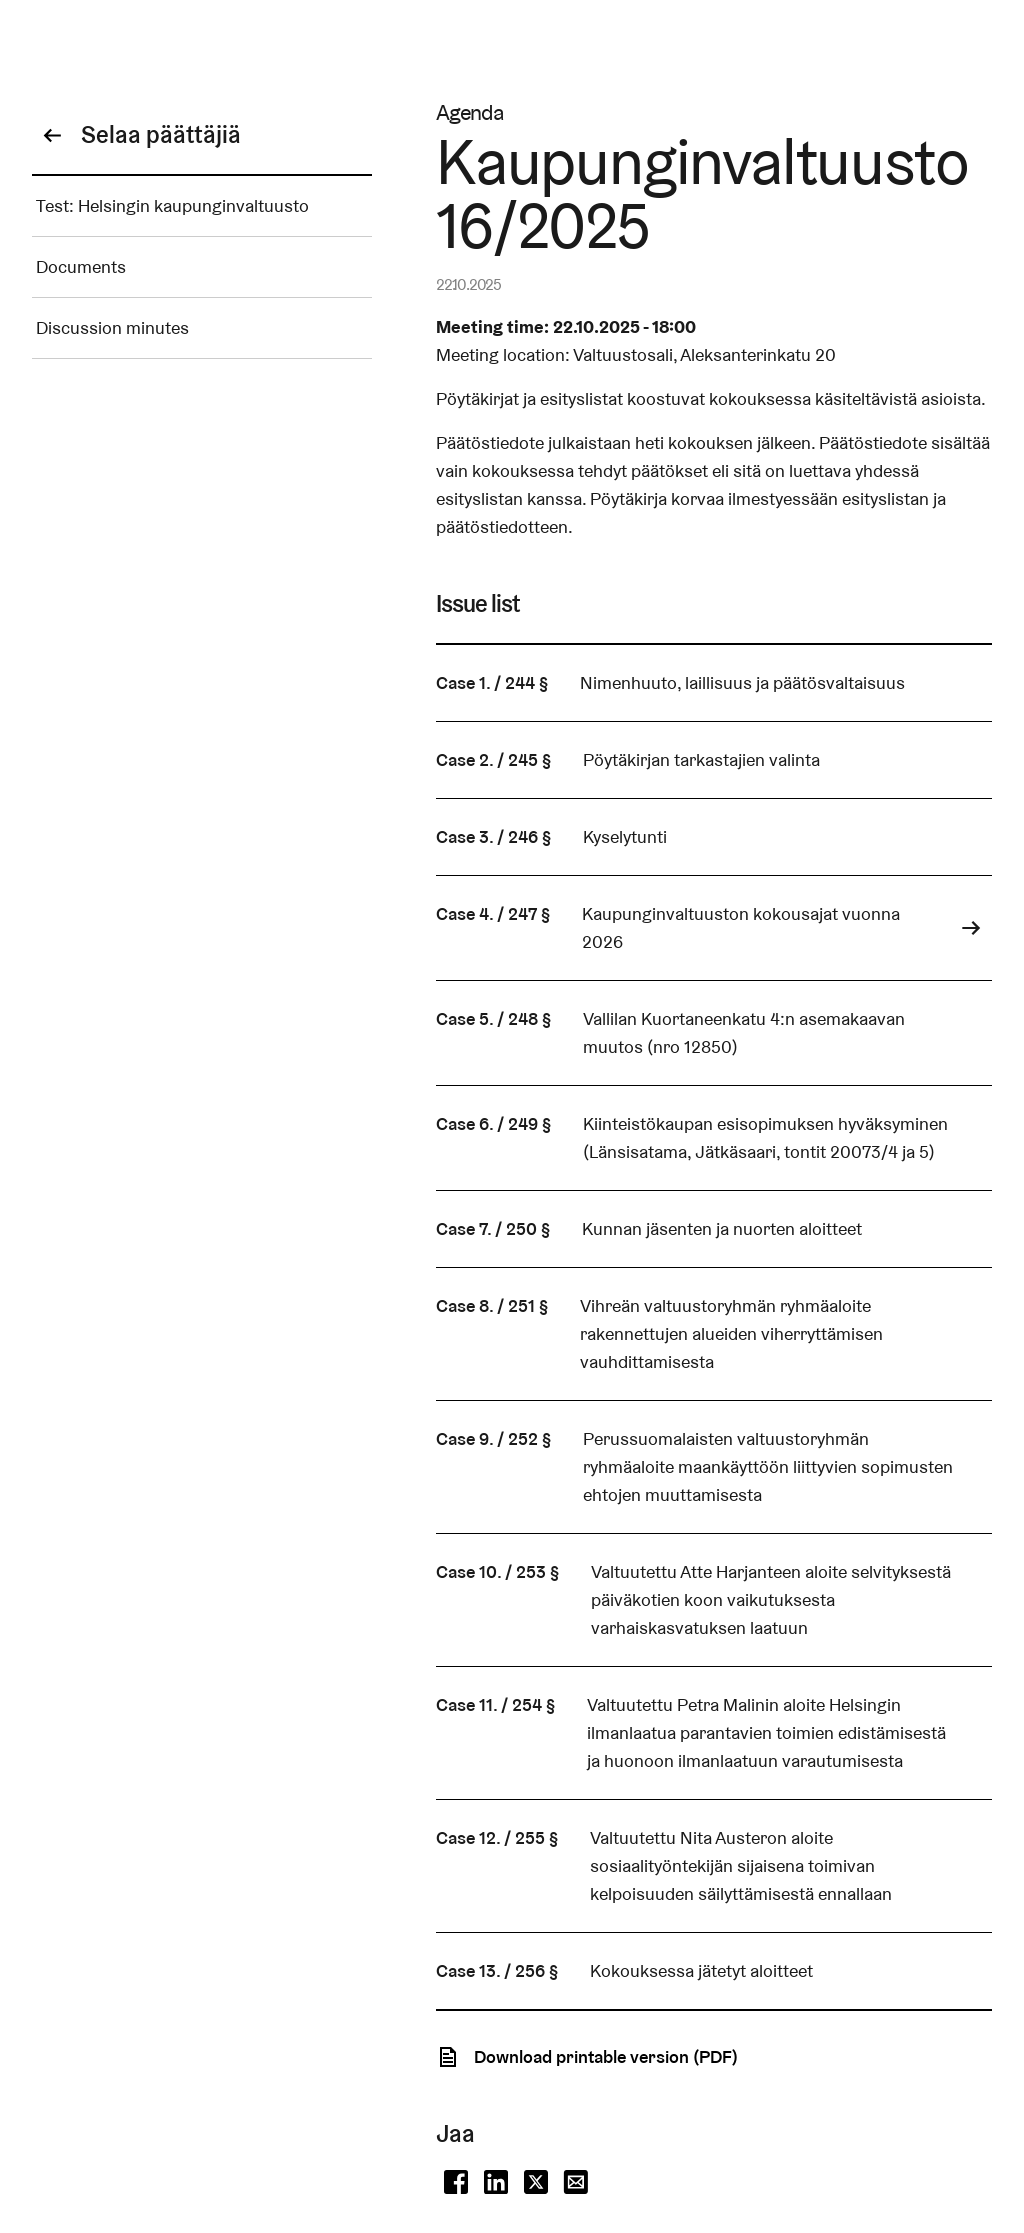 Selaa päättäjiä
Test: Helsingin kaupunginvaltuusto
Documents
Discussion minutes
Agenda
Kaupunginvaltuusto
16/2025
22.10.2025
Meeting time: 22.10.2025 - 18:00
Meeting location: Valtuustosali, Aleksanterinkatu 20
Pöytäkirjat ja esityslistat koostuvat kokouksessa käsiteltävistä asioista.
Päätöstiedote julkaistaan heti kokouksen jälkeen. Päätöstiedote sisältää
vain kokouksessa tehdyt päätökset eli sitä on luettava yhdessä
esityslistan kanssa. Pöytäkirja korvaa ilmestyessään esityslistan ja
päätöstiedotteen.
Issue list
Case 1. / 244 § Nimenhuuto, laillisuus ja päätösvaltaisuus
Case 2. / 245 § Pöytäkirjan tarkastajien valinta
Case 3. / 246 § Kyselytunti
Case 4. / 247 § Kaupunginvaltuuston kokousajat vuonna
2026
Case 5. / 248 § Vallilan Kuortaneenkatu 4:n asemakaavan
muutos (nro 12850)
Case 6. / 249 § Kiinteistökaupan esisopimuksen hyväksyminen
(Länsisatama, Jätkäsaari, tontit 20073/4 ja 5)
Case 7. / 250 § Kunnan jäsenten ja nuorten aloitteet
Case 8. / 251 § Vihreän valtuustoryhmän ryhmäaloite
rakennettujen alueiden viherryttämisen
vauhdittamisesta
Case 9. / 252 § Perussuomalaisten valtuustoryhmän
ryhmäaloite maankäyttöön liittyvien sopimusten
ehtojen muuttamisesta
Case 10. / 253 § Valtuutettu Atte Harjanteen aloite selvityksestä
päiväkotien koon vaikutuksesta
varhaiskasvatuksen laatuun
Case 11. / 254 § Valtuutettu Petra Malinin aloite Helsingin
ilmanlaatua parantavien toimien edistämisestä
ja huonoon ilmanlaatuun varautumisesta
Case 12. / 255 § Valtuutettu Nita Austeron aloite
sosiaalityöntekijän sijaisena toimivan
kelpoisuuden säilyttämisestä ennallaan
Case 13. / 256 § Kokouksessa jätetyt aloitteet
Download printable version (PDF)
Jaa